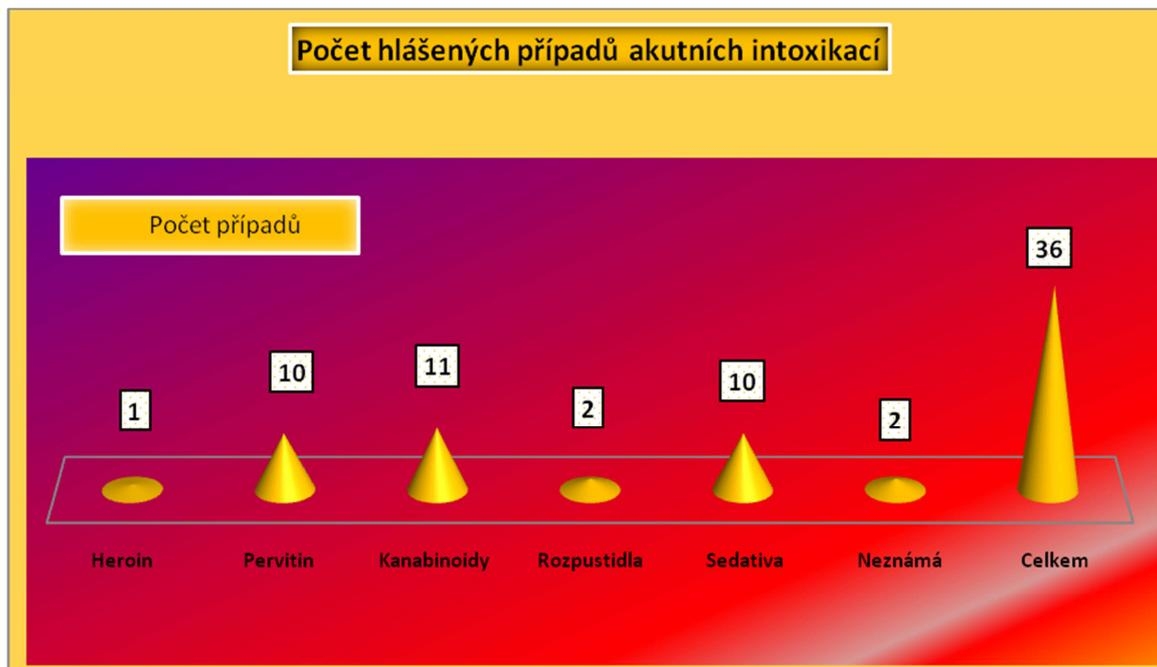 Počet hlášených případů akutních intoxikací
Počet případů
36
10
11
10
1
2
2
Heroin Pervitin Kanabinoidy Rozpustidla Sedativa Neznámá Celkem